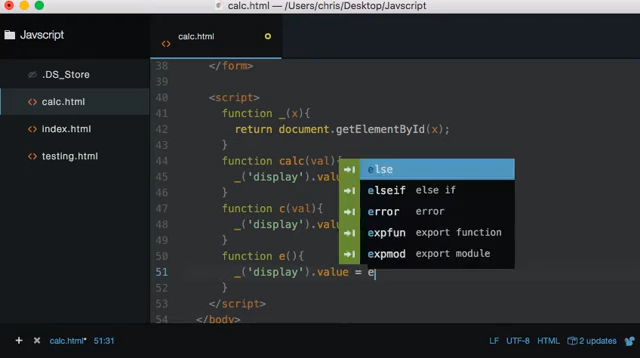 calc.html — /Users/chris/Desktop/Javscript
Javscript
calc.html
.DS_Store
calc.html
index.html
testing.html
38 </form>
39
40 <script>
41 function _(x){
42 return document.getElementById(x);
43 }
44 function calc(val){
45 _('display').va
46 }
47 function c(val){
48 _('display').va
49 }
50 function e(){
51 _('display').value = e
52 }
53 </script>
54 </body>
else
elseif else if
error error
expfun export function
expmod export module
+ × calc.html* 51:31 LF UTF-8 HTML 2 updates